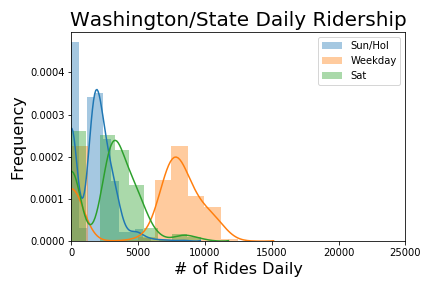 Washington/State Daily Ridership
Sun/Hol
Weekday
Sat
Frequency
0.0004
0.0003
0.0002
0.0001
0.0000
0
5000
10000
15000
20000
25000
# of Rides Daily